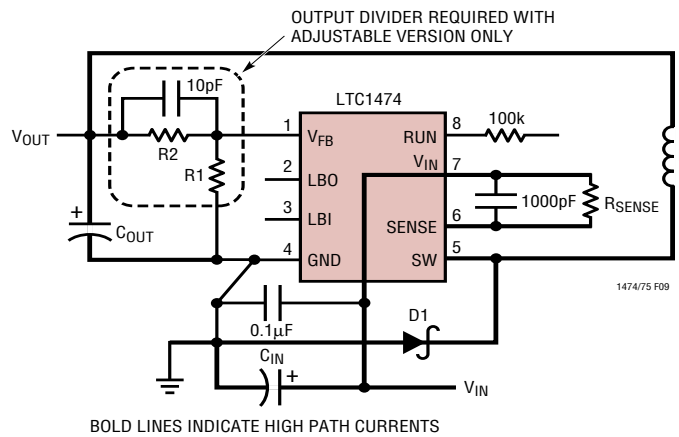 OUTPUT DIVIDER REQUIRED WITH
ADJUSTABLE VERSION ONLY
10pF
LTC1474
VOUT
R2
1
VFB
RUN
8
100k
R1
2
LBO
VIN
7
3
LBI
1000pF
RSENSE
SENSE
6
+
COUT
4
GND
SW
5
1474/75 F09
0.1µF
D1
CIN
+
VIN
BOLD LINES INDICATE HIGH PATH CURRENTS